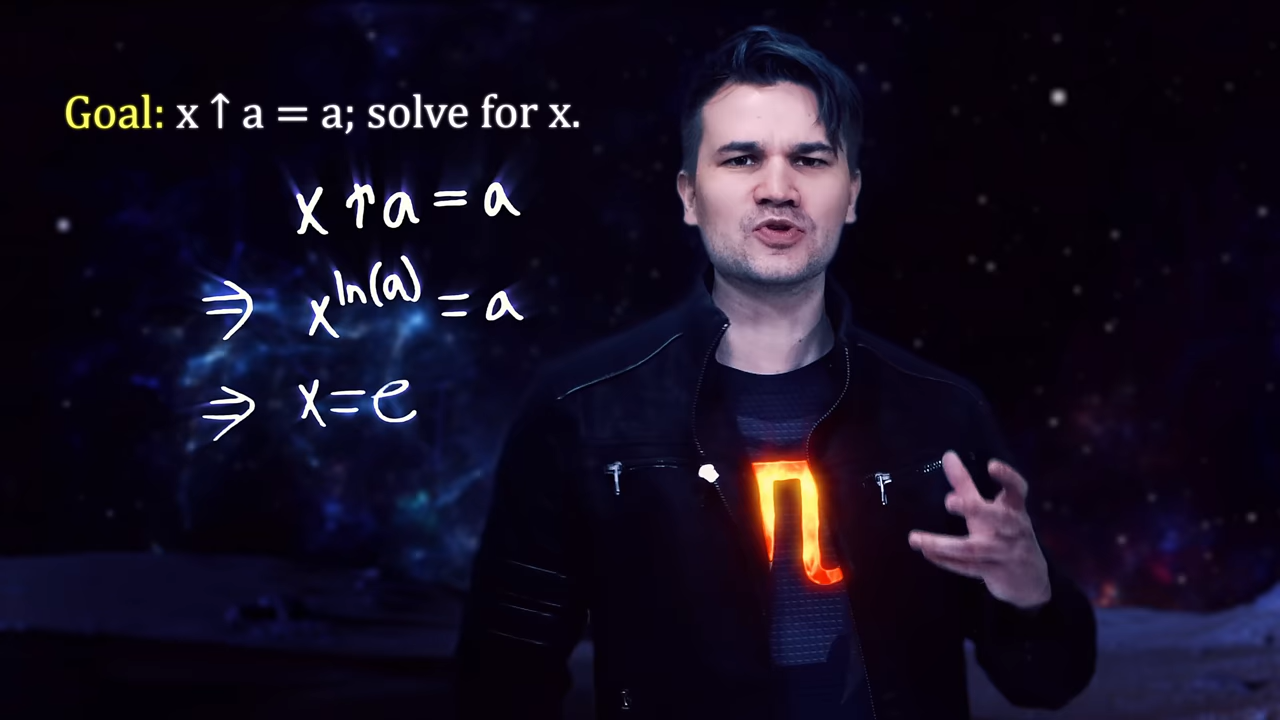 Goal: x ↑ a = a; solve for x.
x ↑ a = a
⇒ x^ln(a) = a
⇒ x = e